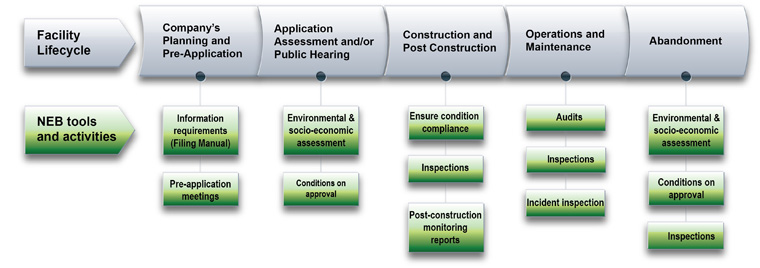 Facility
Lifecycle
Company's
Planning and
Pre-Application
Application
Assessment and/or
Public Hearing
Construction and
Post Construction
Operations and
Maintenance
Abandonment
NEB tools
and activities
Information
requirements
(Filing Manual)
Pre-application
meetings
Environmental &
socio-economic
assessment
Conditions on
approval
Ensure condition
compliance
Inspections
Post-construction
monitoring
reports
Audits
Inspections
Incident inspection
Environmental &
socio-economic
assessment
Conditions on
approval
Inspections